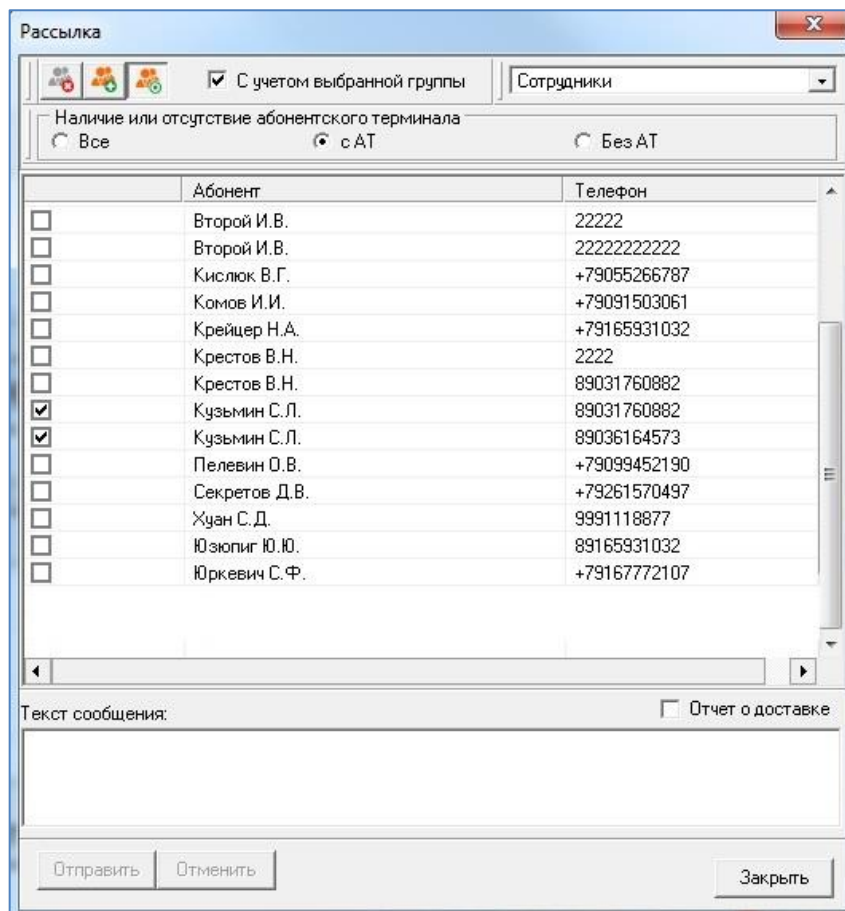 Рассылка
С учетом выбранной группы Сотрудники
Наличие или отсутствие абонентского терминала
Все с АТ Без АТ
Абонент Телефон
Второй И.В. 22222
Второй И.В. 22222222222
Кислюк В.Г. +79055266787
Комов И.И. +79091503061
Крейцер Н.А. +79165931032
Крестов В.Н. 2222
Крестов В.Н. 89031760882
Кузьмин С.Л. 89031760882
Кузьмин С.Л. 89036164573
Пелевин О.В. +79099452190
Секретов Д.В. +79261570497
Хуан С.Д. 9991118877
Юзюпиг Ю.Ю. 89165931032
Юркевич С.Ф. +79167772107
Текст сообщения: Отчет о доставке
Отправить Отменить Закрыть